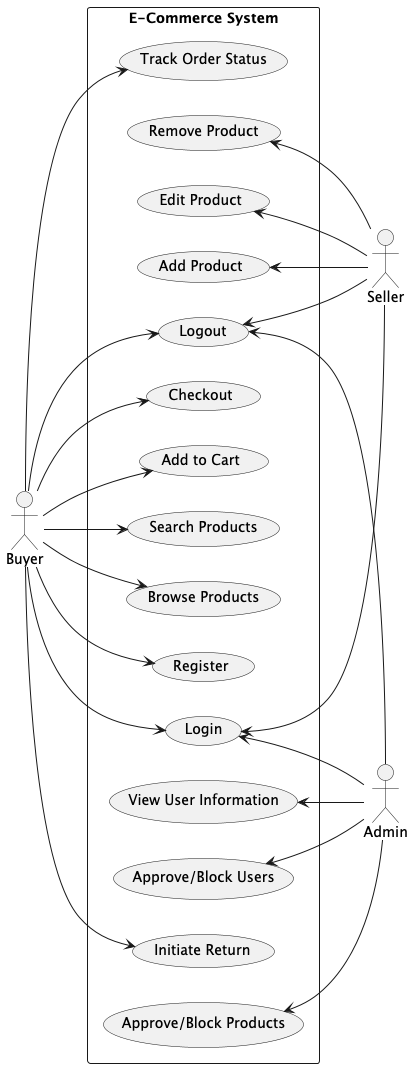 E-Commerce System
Track Order Status
Remove Product
Edit Product
Add Product
Seller
Logout
Checkout
Add to Cart
Search Products
Buyer
Browse Products
Register
Login
View User Information
Admin
Approve/Block Users
Initiate Return
Approve/Block Products